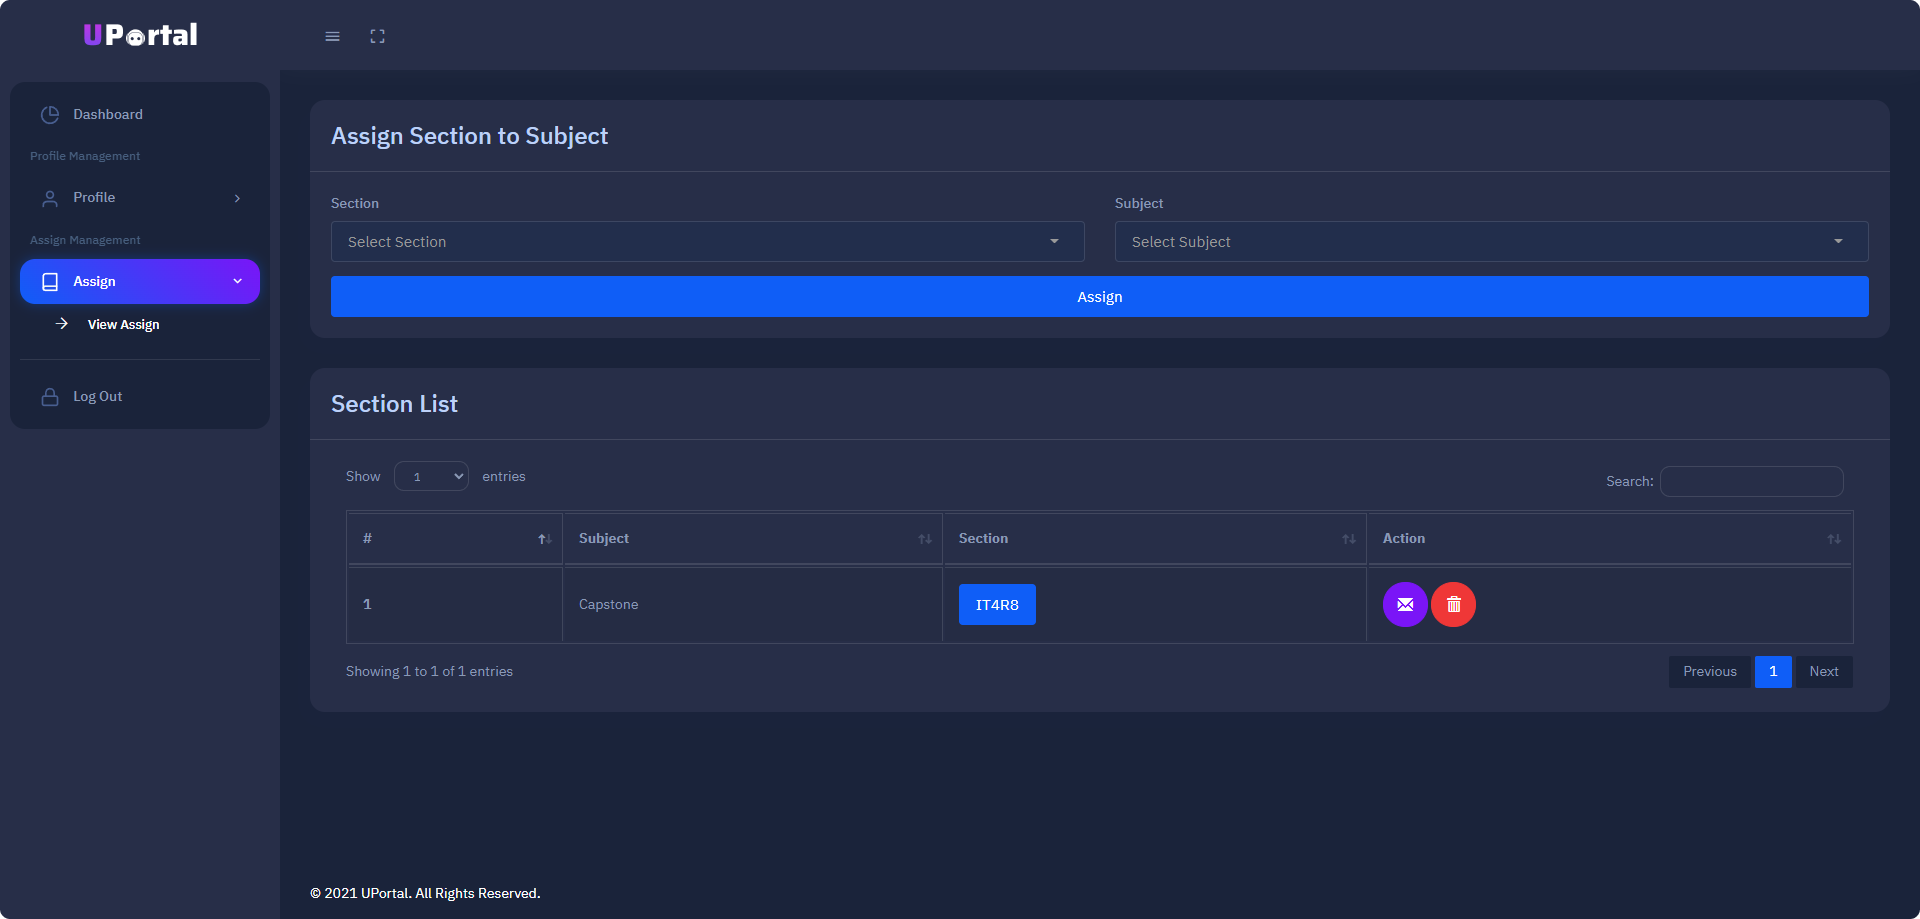 UPortal
Dashboard
Profile Management
Profile
Assign Management
Assign
View Assign
Log Out
Assign Section to Subject
Section
Subject
Select Section
Select Subject
Assign
Section List
Show 1 entries
Search:
# Subject Section Action
1 Capstone IT4R8
Showing 1 to 1 of 1 entries
Previous 1 Next
© 2021 UPortal. All Rights Reserved.